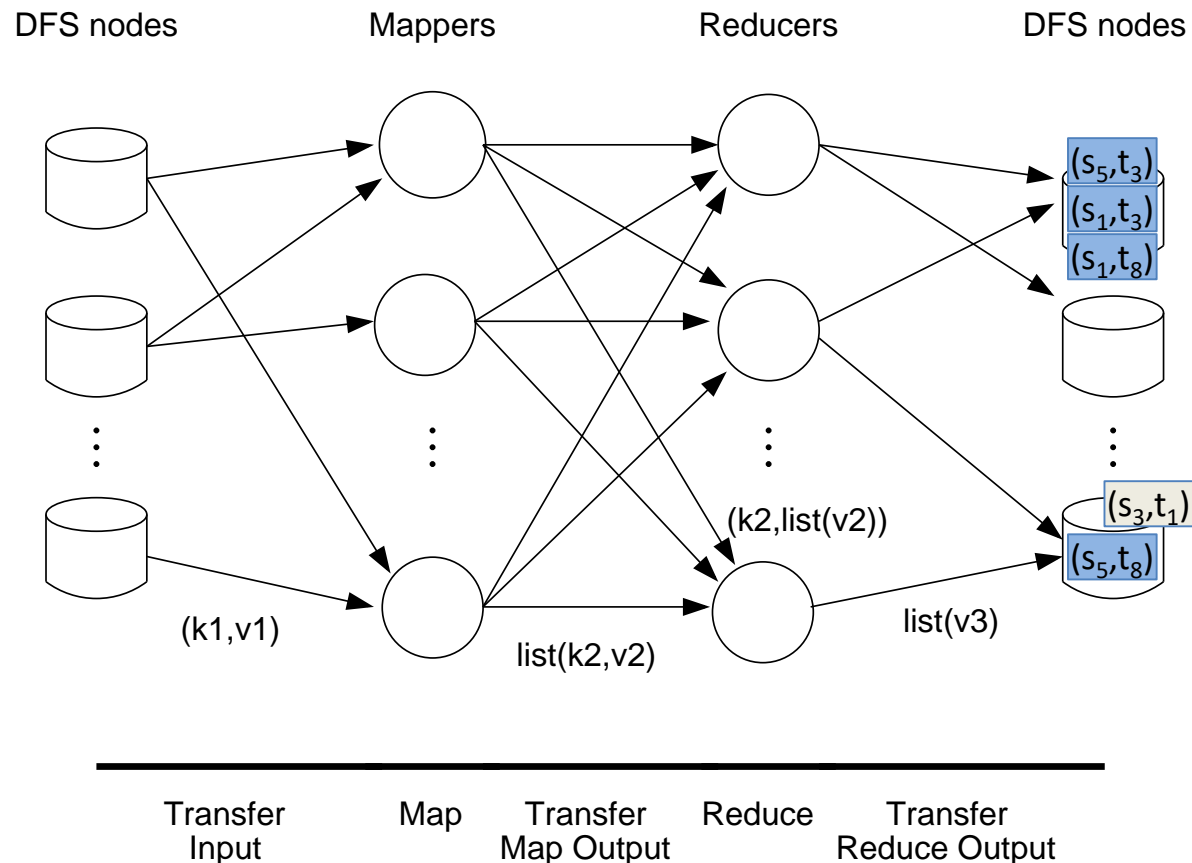 DFS nodes
Mappers
Reducers
DFS nodes
(s₅,t₃)
(s₁,t₃)
(s₁,t₈)
(s₃,t₁)
(k2,list(v2))
(s₅,t₈)
(k1,v1)
list(k2,v2)
list(v3)
Transfer
Input
Map
Transfer
Map Output
Reduce
Transfer
Reduce Output